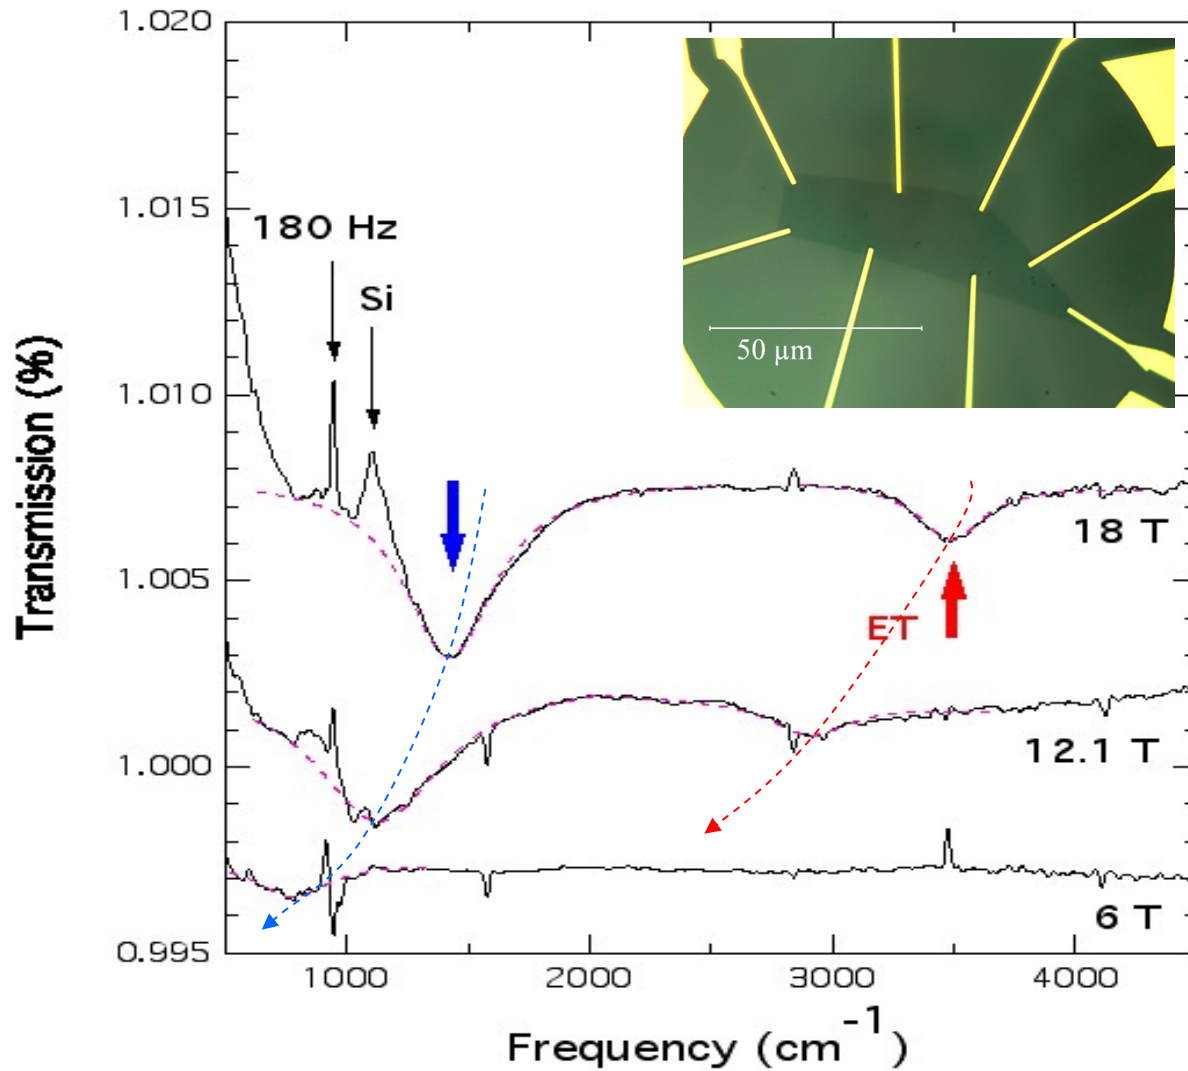 1.020
1.015
1.010
1.005
1.000
0.995
Transmission (%)
180 Hz
Si
50 µm
18 T
ET
12.1 T
6 T
1000 2000 3000 4000
Frequency (cm⁻¹)